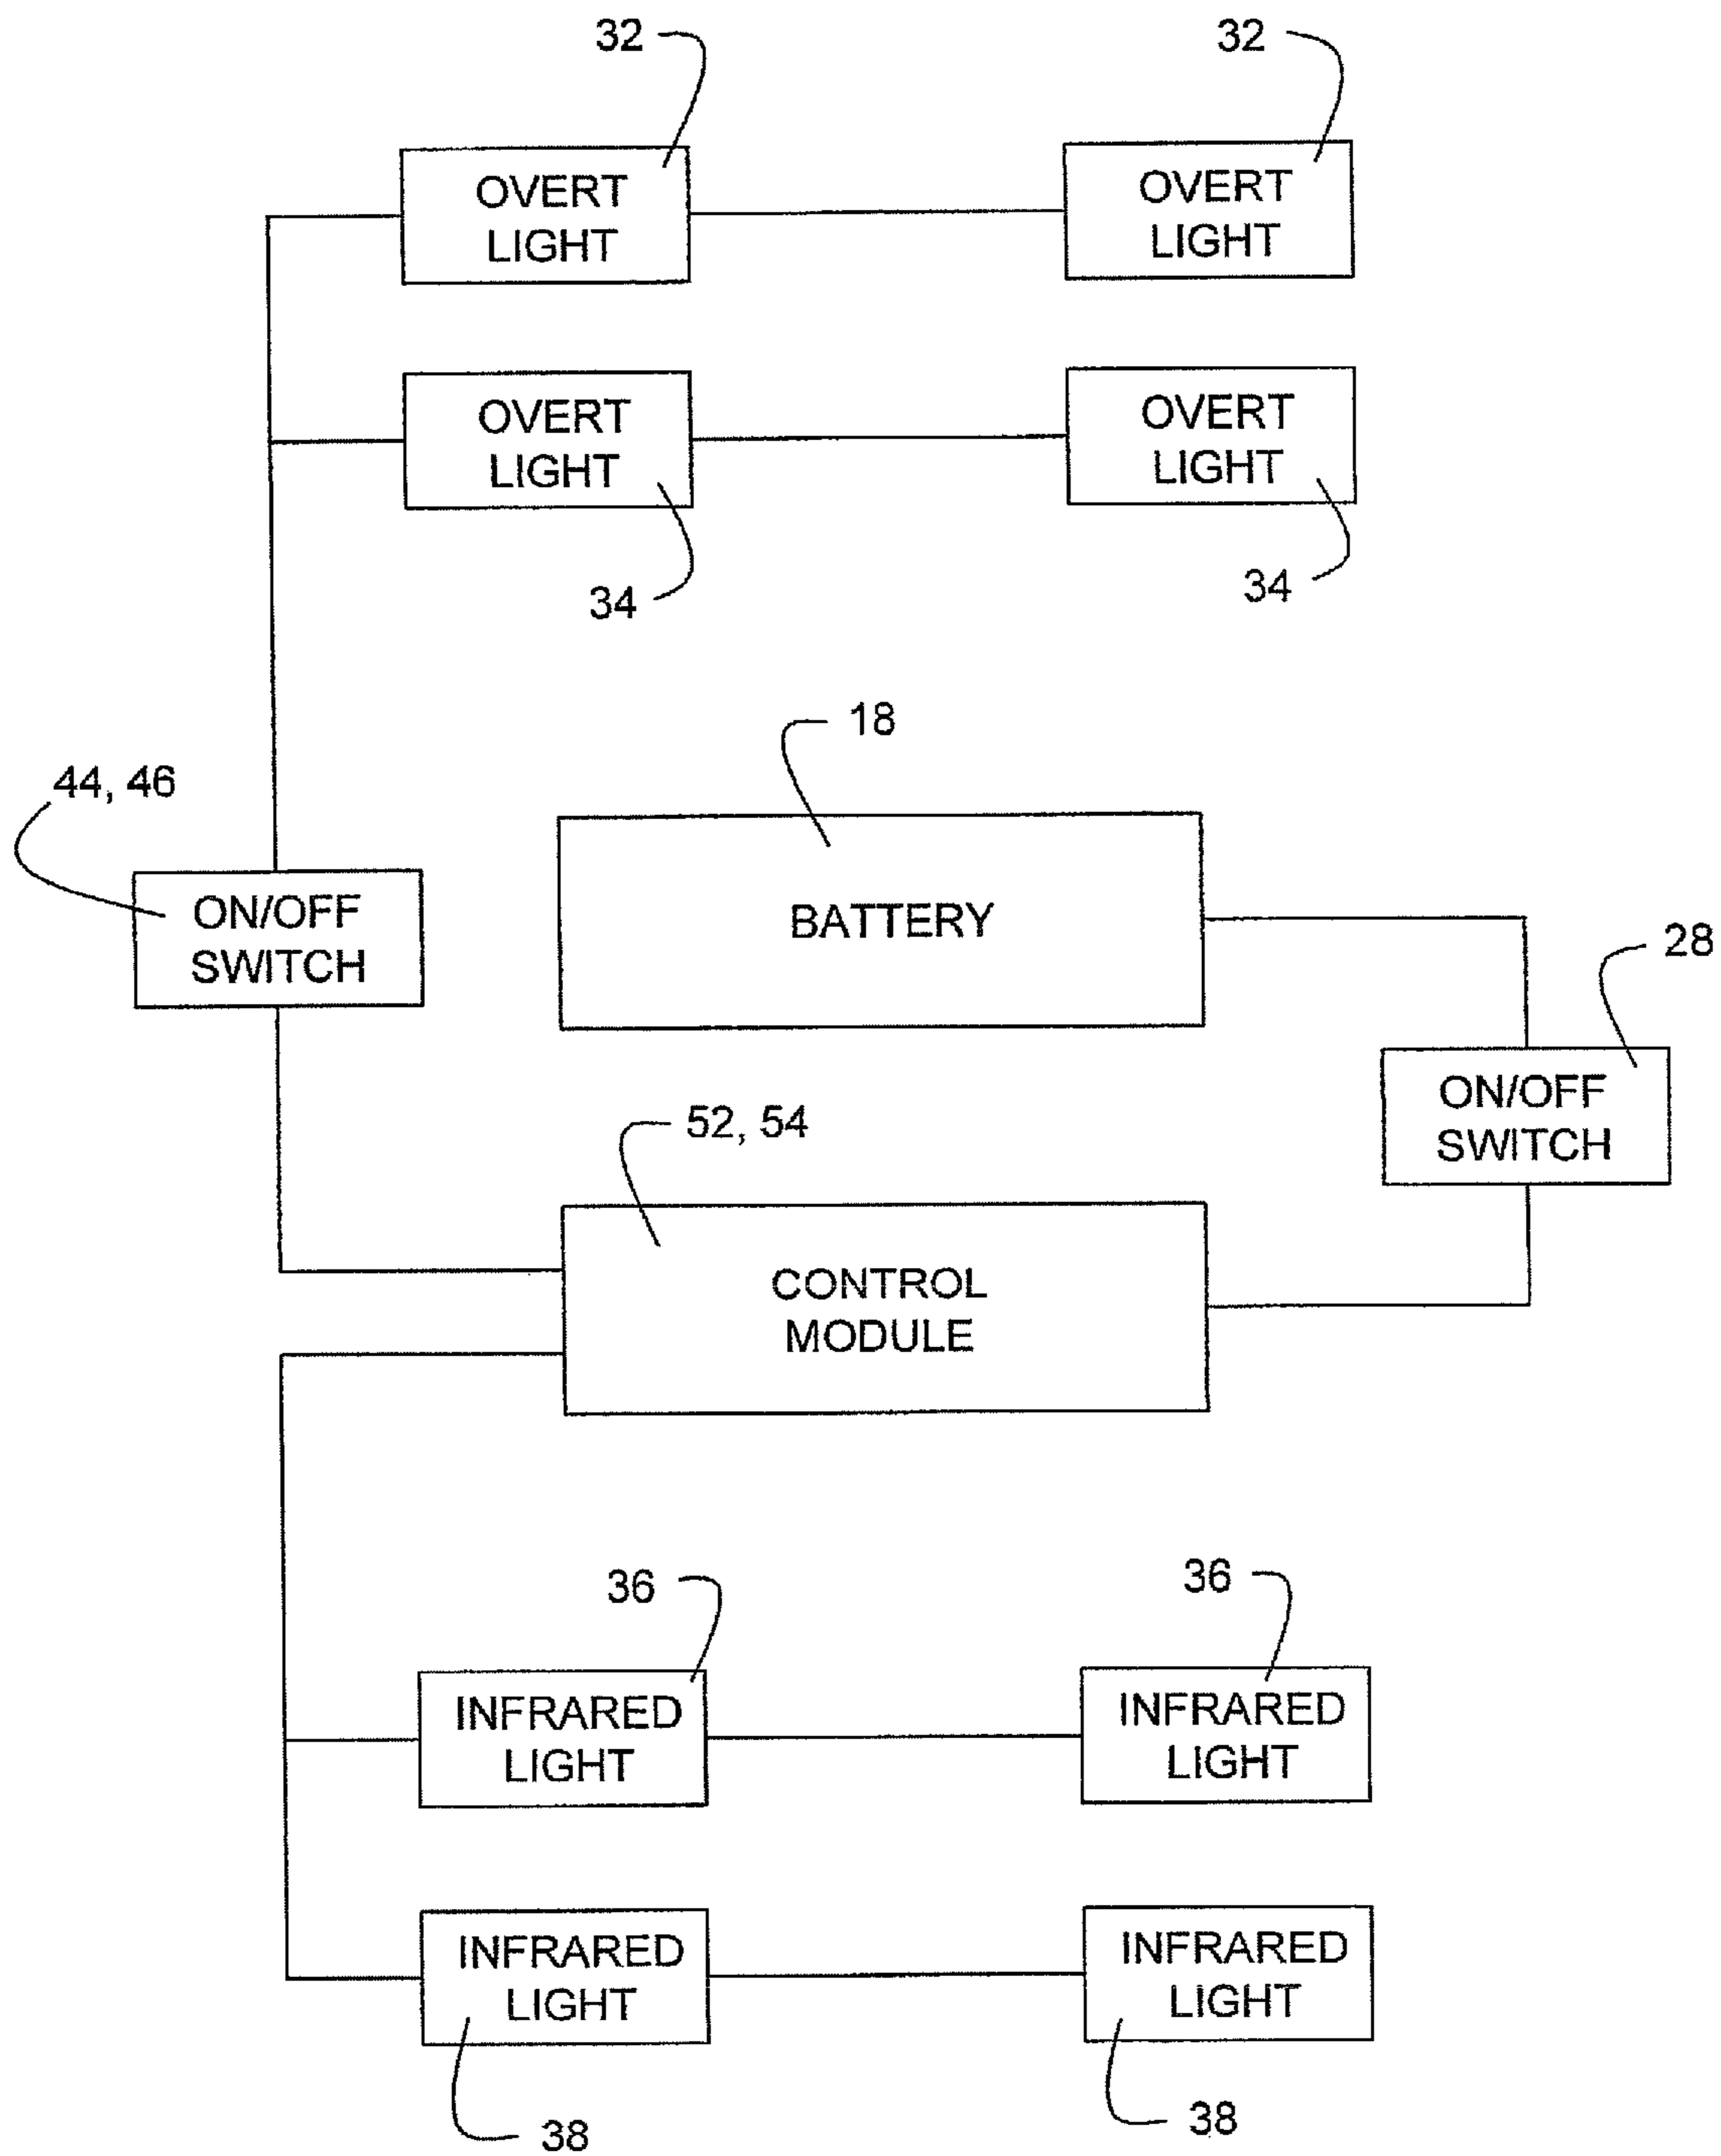 32
32
OVERT
LIGHT
OVERT
LIGHT
OVERT
LIGHT
OVERT
LIGHT
34
34
18
44, 46
BATTERY
ON/OFF
SWITCH
28
ON/OFF
SWITCH
52, 54
CONTROL
MODULE
36
36
INFRARED
LIGHT
INFRARED
LIGHT
INFRARED
LIGHT
INFRARED
LIGHT
38
38